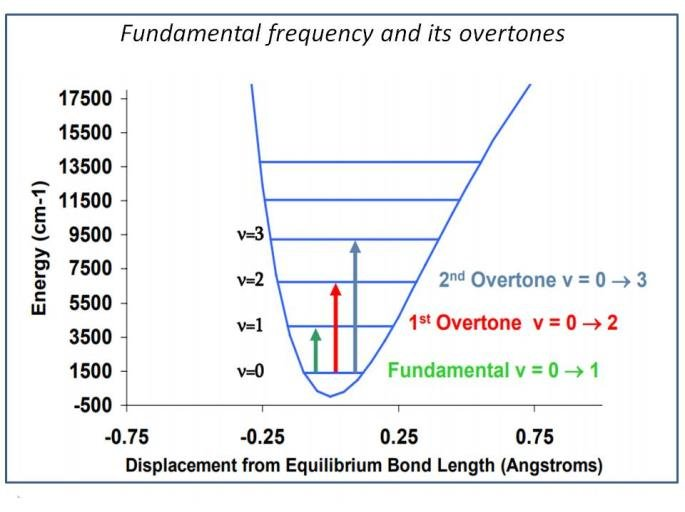 Fundamental frequency and its overtones
Energy (cm-1)
17500
15500
13500
11500
9500
7500
5500
3500
1500
-500
ν=3
ν=2
ν=1
ν=0
2nd Overtone v = 0 → 3
1st Overtone v = 0 → 2
Fundamental v = 0 → 1
-0.75 -0.25 0.25 0.75
Displacement from Equilibrium Bond Length (Angstroms)